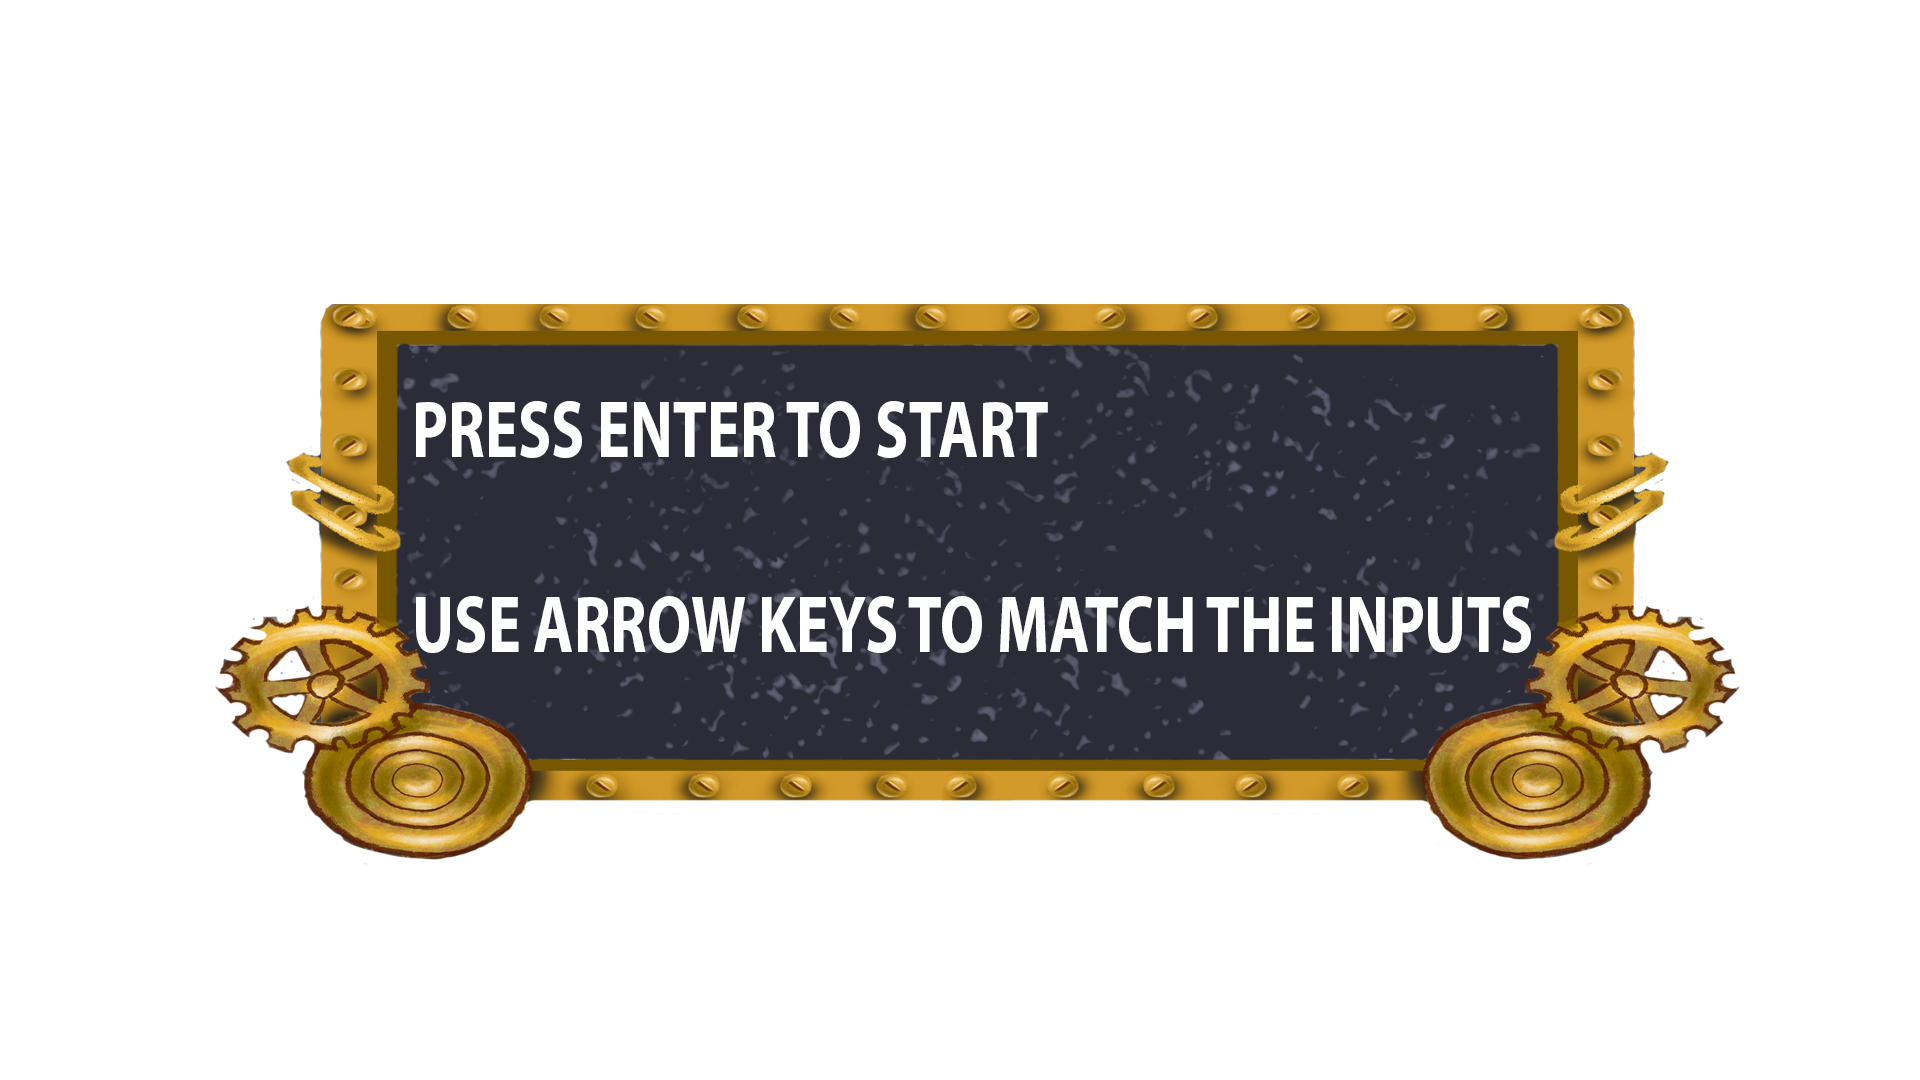 PRESS ENTER TO START
USE ARROW KEYS TO MATCH THE INPUTS